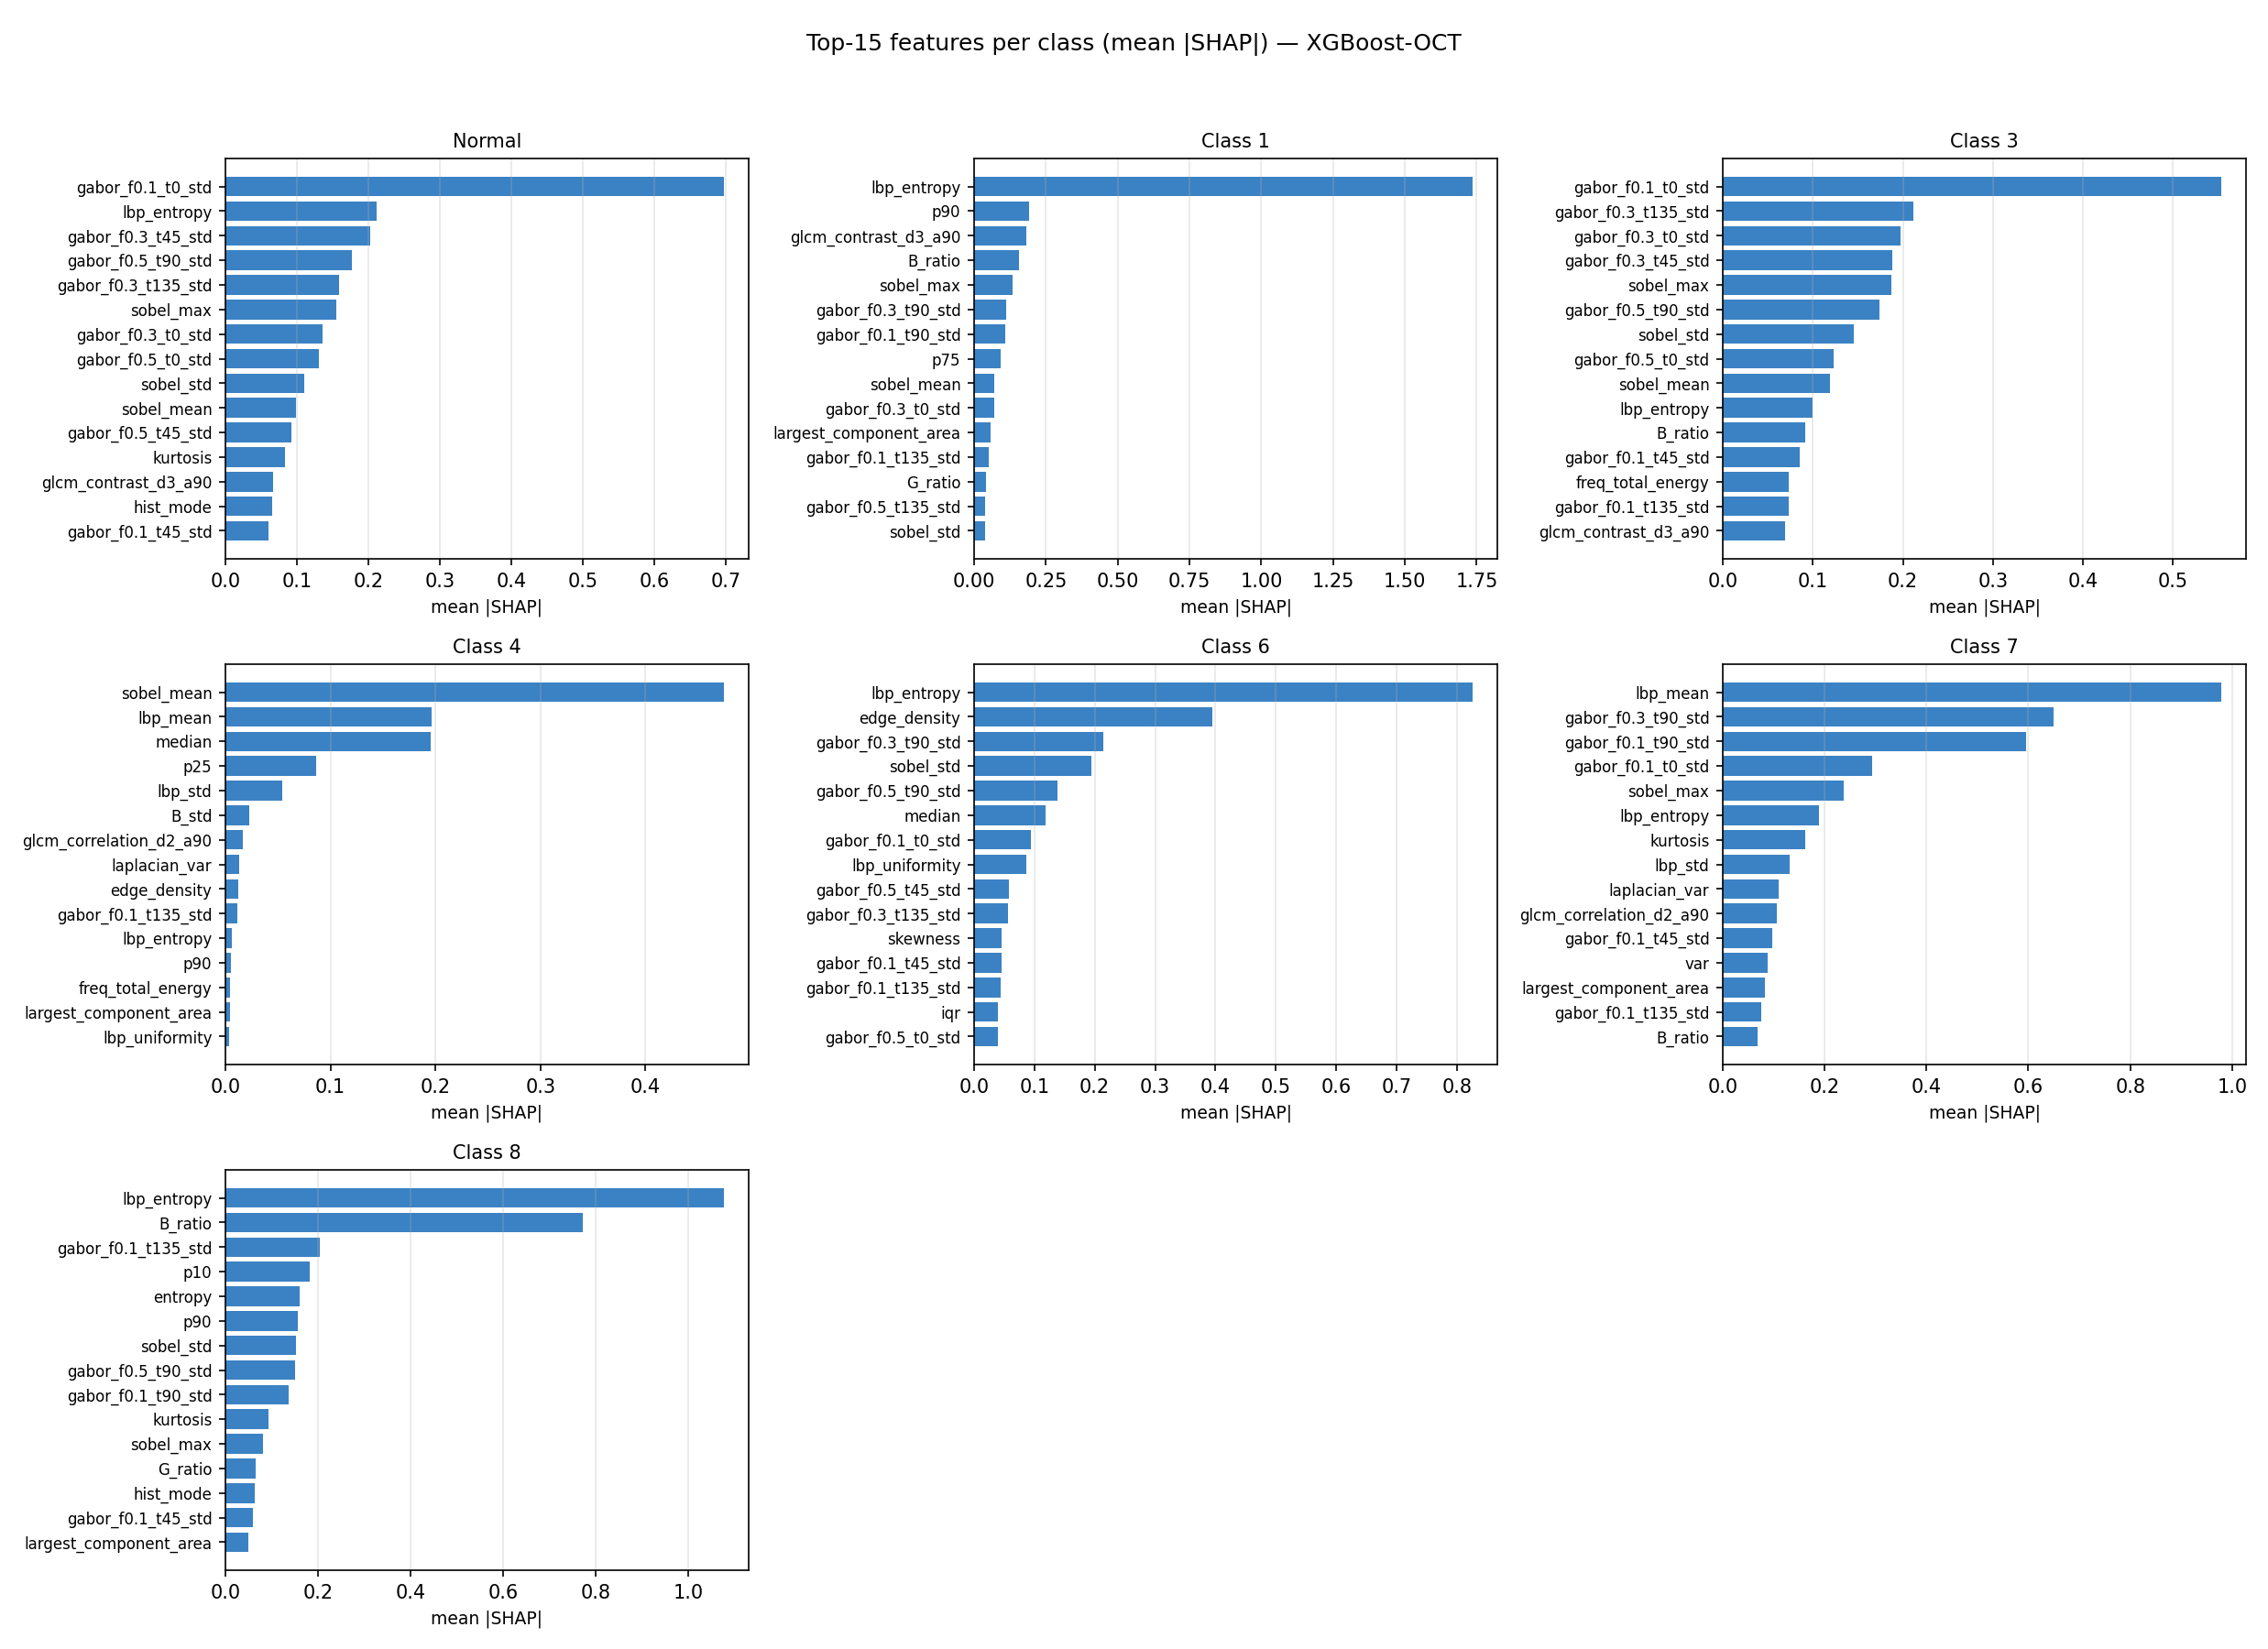 Top-15 features per class (mean |SHAP|) — XGBoost-OCT
Normal
gabor_f0.1_t0_std
lbp_entropy
gabor_f0.3_t45_std
gabor_f0.5_t90_std
gabor_f0.3_t135_std
sobel_max
gabor_f0.3_t0_std
gabor_f0.5_t0_std
sobel_std
sobel_mean
gabor_f0.5_t45_std
kurtosis
glcm_contrast_d3_a90
hist_mode
gabor_f0.1_t45_std
0.0 0.1 0.2 0.3 0.4 0.5 0.6 0.7
mean |SHAP|
Class 1
lbp_entropy
p90
glcm_contrast_d3_a90
B_ratio
sobel_max
gabor_f0.3_t90_std
gabor_f0.1_t90_std
p75
sobel_mean
gabor_f0.3_t0_std
largest_component_area
gabor_f0.1_t135_std
G_ratio
gabor_f0.5_t135_std
sobel_std
0.00 0.25 0.50 0.75 1.00 1.25 1.50 1.75
mean |SHAP|
Class 3
gabor_f0.1_t0_std
gabor_f0.3_t135_std
gabor_f0.3_t0_std
gabor_f0.3_t45_std
sobel_max
gabor_f0.5_t90_std
sobel_std
gabor_f0.5_t0_std
sobel_mean
lbp_entropy
B_ratio
gabor_f0.1_t45_std
freq_total_energy
gabor_f0.1_t135_std
glcm_contrast_d3_a90
0.0 0.1 0.2 0.3 0.4 0.5
mean |SHAP|
Class 4
sobel_mean
lbp_mean
median
p25
lbp_std
B_std
glcm_correlation_d2_a90
laplacian_var
edge_density
gabor_f0.1_t135_std
lbp_entropy
p90
freq_total_energy
largest_component_area
lbp_uniformity
0.0 0.1 0.2 0.3 0.4
mean |SHAP|
Class 6
lbp_entropy
edge_density
gabor_f0.3_t90_std
sobel_std
gabor_f0.5_t90_std
median
gabor_f0.1_t0_std
lbp_uniformity
gabor_f0.5_t45_std
gabor_f0.3_t135_std
skewness
gabor_f0.1_t45_std
gabor_f0.1_t135_std
iqr
gabor_f0.5_t0_std
0.0 0.1 0.2 0.3 0.4 0.5 0.6 0.7 0.8
mean |SHAP|
Class 7
lbp_mean
gabor_f0.3_t90_std
gabor_f0.1_t90_std
gabor_f0.1_t0_std
sobel_max
lbp_entropy
kurtosis
lbp_std
laplacian_var
glcm_correlation_d2_a90
gabor_f0.1_t45_std
var
largest_component_area
gabor_f0.1_t135_std
B_ratio
0.0 0.2 0.4 0.6 0.8 1.0
mean |SHAP|
Class 8
lbp_entropy
B_ratio
gabor_f0.1_t135_std
p10
entropy
p90
sobel_std
gabor_f0.5_t90_std
gabor_f0.1_t90_std
kurtosis
sobel_max
G_ratio
hist_mode
gabor_f0.1_t45_std
largest_component_area
0.0 0.2 0.4 0.6 0.8 1.0
mean |SHAP|